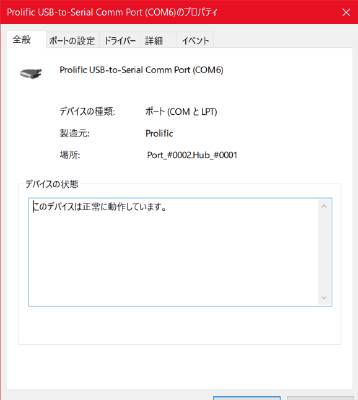 Prolific USB-to-Serial Comm Port (COM6)のプロパティ
全般 ポートの設定 ドライバー 詳細 イベント
Prolific USB-to-Serial Comm Port (COM6)
デバイスの種類: ポート (COM と LPT)
製造元: Prolific
場所: Port_#0002.Hub_#0001
デバイスの状態
このデバイスは正常に動作しています。